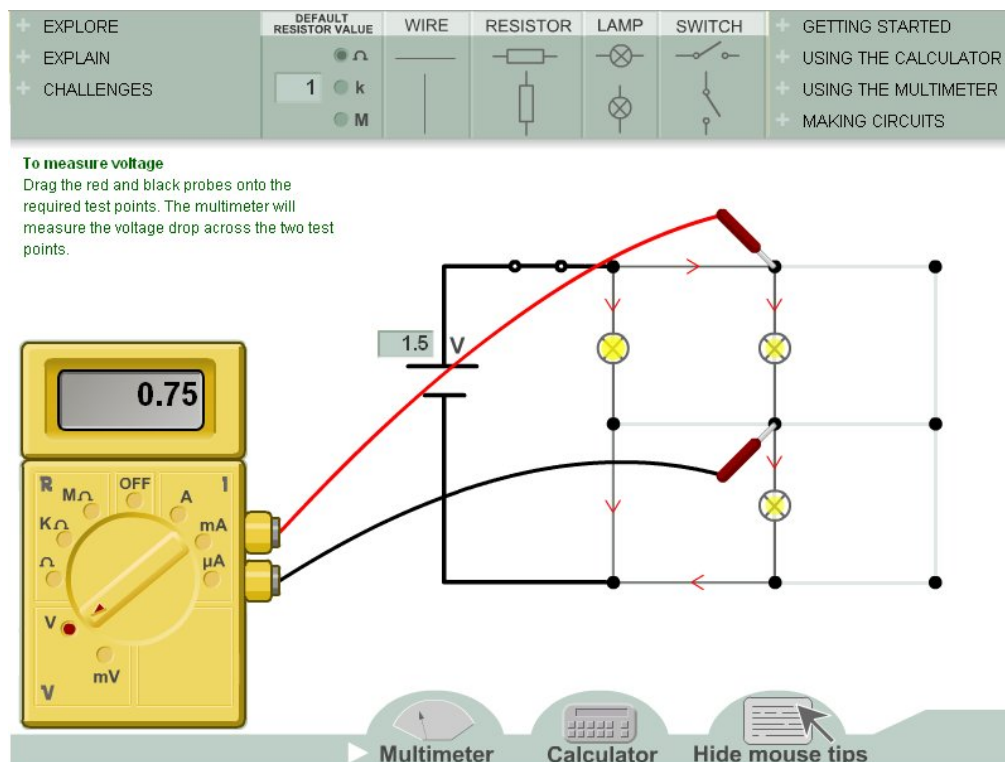 EXPLORE
EXPLAIN
CHALLENGES
DEFAULT
RESISTOR VALUE
Ω
1 k
M
WIRE
RESISTOR
LAMP
SWITCH
GETTING STARTED
USING THE CALCULATOR
USING THE MULTIMETER
MAKING CIRCUITS
To measure voltage
Drag the red and black probes onto the
required test points. The multimeter will
measure the voltage drop across the two test
points.
1.5 V
0.75
R
MΩ
OFF
A
I
KΩ
mA
Ω
µA
V
mV
V
Multimeter
Calculator
Hide mouse tips